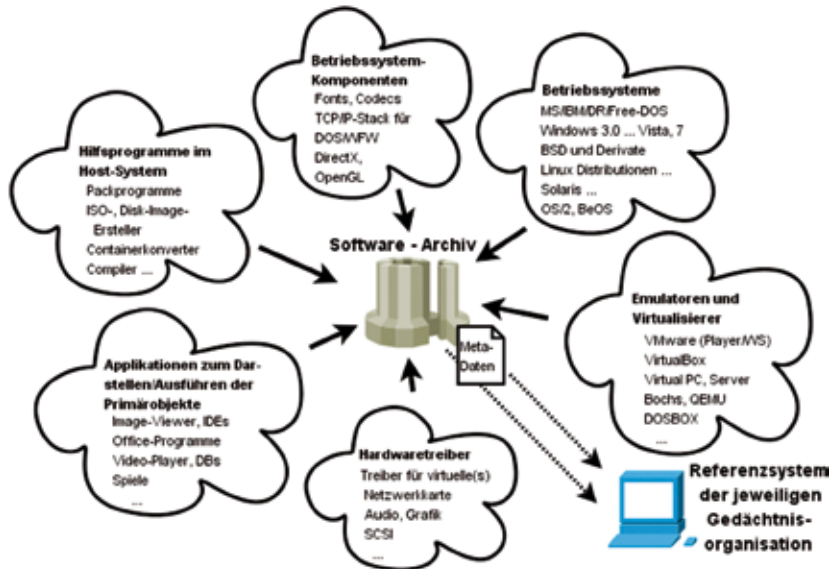 Betriebssystem-
Komponenten
Fonts, Codecs
TCP/IP-Stack für
DOS/WFW
DirectX,
OpenGL
Betriebssysteme
MS/IBM/DR/Free-DOS
Windows 3.0 ... Vista, 7
BSD und Derivate
Linux Distributionen ...
Solaris ...
OS/2, BeOS
Hilfsprogramme im
Host-System
Packprogramme
ISO-, Disk-Image-
Ersteller
Containerkonverter
Compiler ...
Software - Archiv
Meta-
Daten
Emulatoren und
Virtualisierer
VMware (Player/WS)
VirtualBox
Virtual PC, Server
Bochs, QEMU
DOSBOX
....
Applikationen zum Dar-
stellen/Ausführen der
Primärobjekte
Image-Viewer, IDEs
Office-Programme
Video-Player, DBs
Spiele
...
Hardwaretreiber
Treiber für virtuelle(s)
Netzwerkkarte
Audio, Grafik
SCSI
....
Referenzsystem
der jeweiligen
Gedächtnis-
organisation